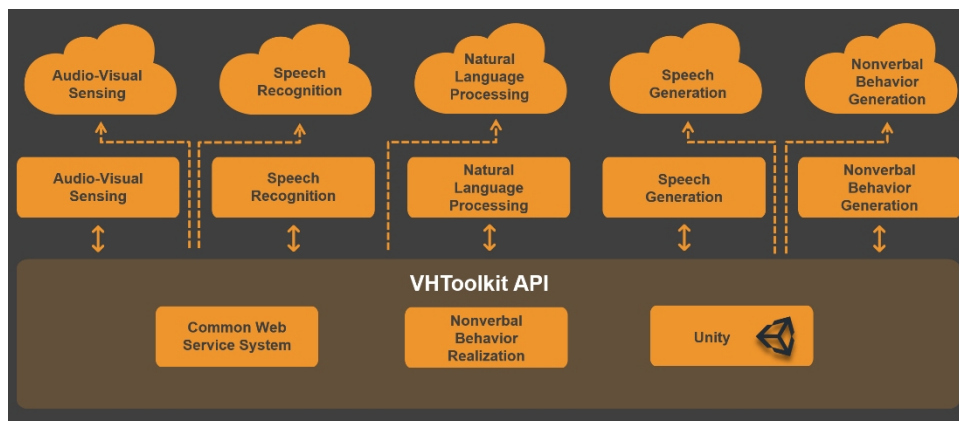 Audio-Visual
Sensing
Speech
Recognition
Natural
Language
Processing
Speech
Generation
Nonverbal
Behavior
Generation
Audio-Visual
Sensing
Speech
Recognition
Natural
Language
Processing
Speech
Generation
Nonverbal
Behavior
Generation
VHToolkit API
Common Web
Service System
Nonverbal
Behavior
Realization
Unity